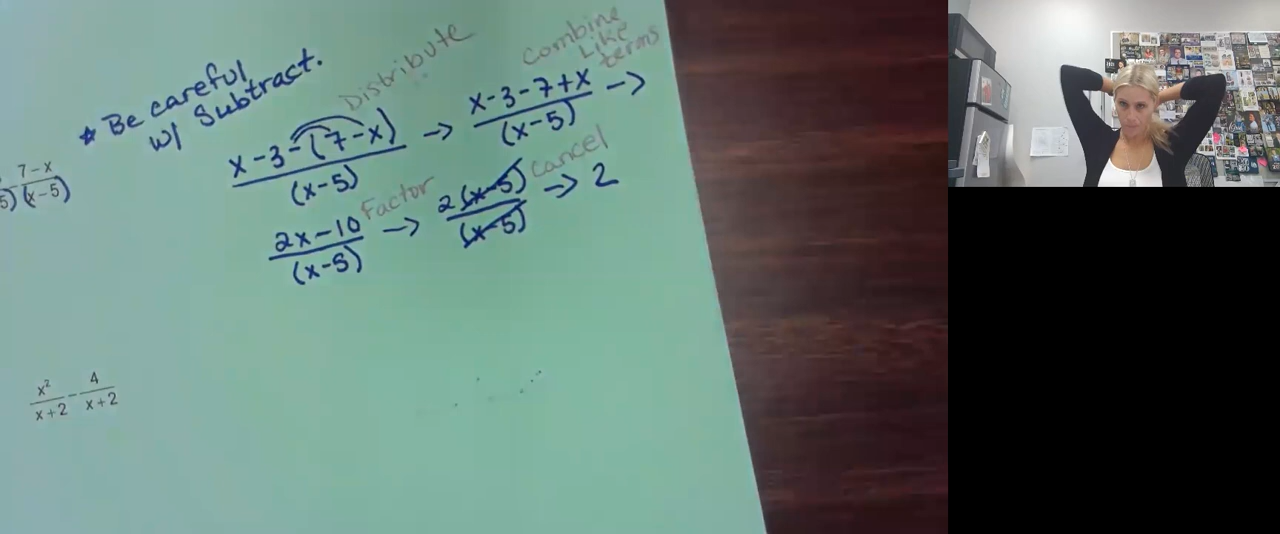 * Be careful
w/ Subtract.
Distribute
Combine
Like
terms
7-x
5) (x-5)
x-3-(7-x) → x-3-7+x →
(x-5) (x-5)
Factor
Cancel
2x-10 → 2(x-5) → 2
(x-5) (x-5)
x² - 4
x+2 x+2